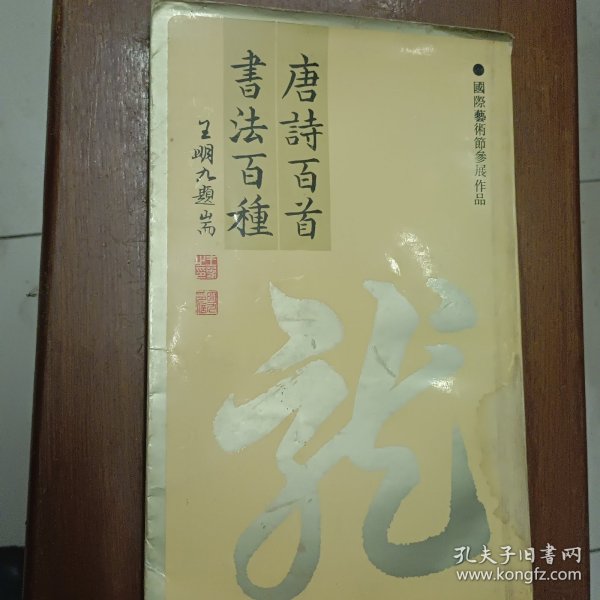 ●國際藝術節參展作品
唐詩百首
書法百種
王明九題耑
龍
孔夫子旧書网
www.kongfz.com